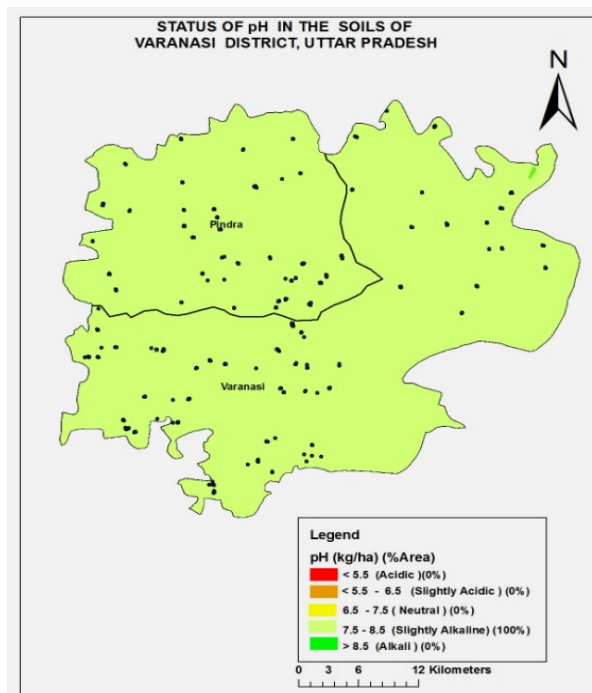 STATUS OF pH IN THE SOILS OF
VARANASI DISTRICT, UTTAR PRADESH
N
Pindra
Varanasi
Legend
pH (kg/ha) (%Area)
< 5.5 (Acidic )(0%)
< 5.5 - 6.5 (Slightly Acidic ) (0%)
6.5 - 7.5 ( Neutral ) (0%)
7.5 - 8.5 (Slightly Alkaline) (100%)
> 8.5 (Alkali ) (0%)
0 3 6 12 Kilometers